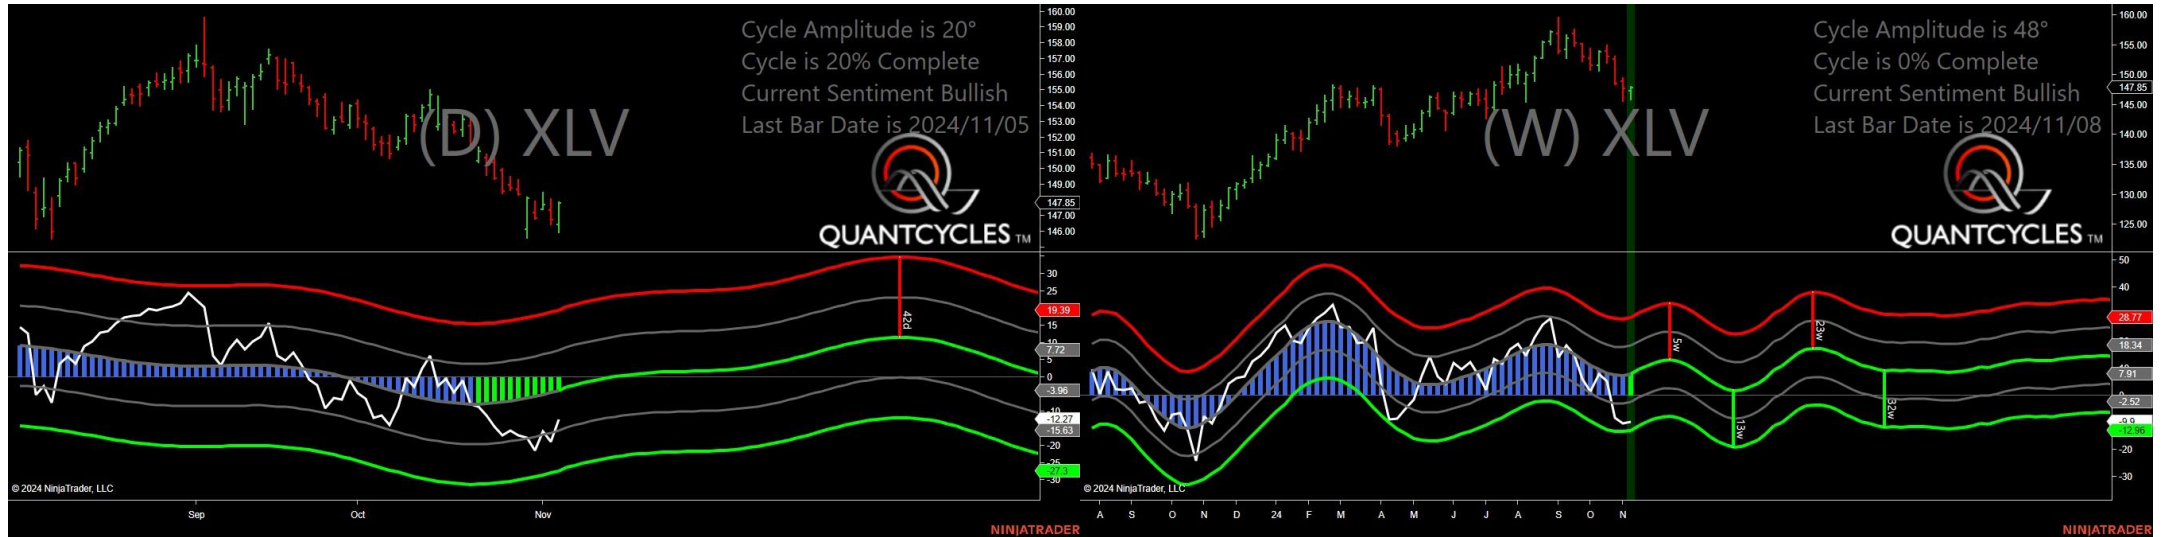 Cycle Amplitude is 20°
Cycle is 20% Complete
Current Sentiment Bullish
Last Bar Date is 2024/11/05
(D) XLV
QUANTCYCLES TM
160.00
159.00
158.00
157.00
156.00
155.00
154.00
153.00
152.00
151.00
150.00
149.00
147.85
147.00
146.00
42d
30
25
19.39
15
7.72
5
0
-3.96
-10
-12.27
-15.63
-20
-27.3
-30
© 2024 NinjaTrader, LLC
Sep
Oct
Nov
NINJATRADER
Cycle Amplitude is 48°
Cycle is 0% Complete
Current Sentiment Bullish
Last Bar Date is 2024/11/08
(W) XLV
QUANTCYCLES TM
160.00
155.00
150.00
147.85
145.00
140.00
135.00
130.00
125.00
5w
13w
23w
32w
50
40
28.77
18.34
7.91
0
-2.52
-9.9
-12.96
-20
-30
© 2024 NinjaTrader, LLC
A S O N D 24 F M A M J J A S O N
NINJATRADER